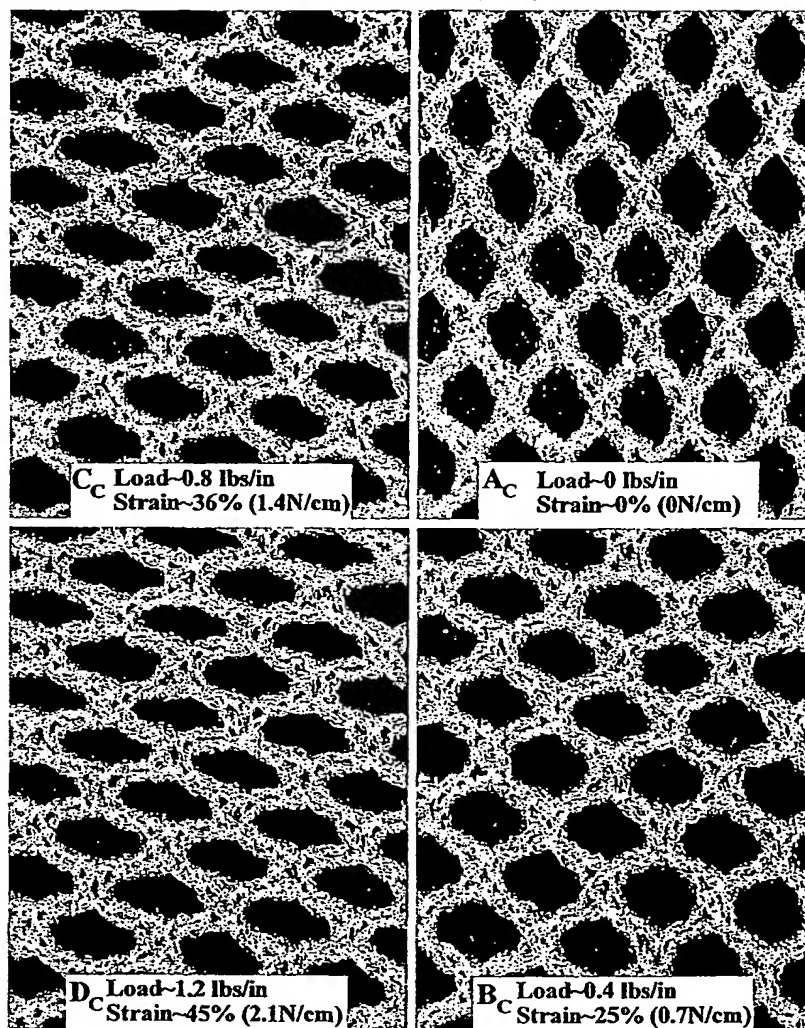 C_C Load~0.8 lbs/in
Strain~36% (1.4N/cm)
A_C Load~0 lbs/in
Strain~0% (0N/cm)
D_C Load~1.2 lbs/in
Strain~45% (2.1N/cm)
B_C Load~0.4 lbs/in
Strain~25% (0.7N/cm)